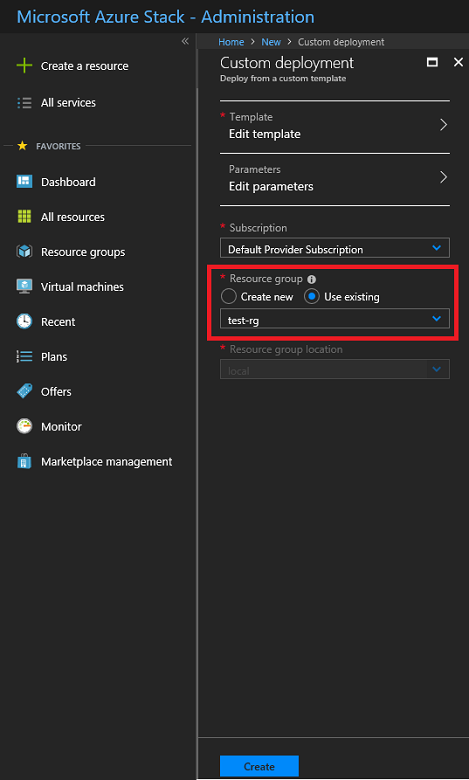 Microsoft Azure Stack - Administration
«
Create a resource
All services
FAVORITES
Dashboard
All resources
Resource groups
Virtual machines
Recent
Plans
Offers
Monitor
Marketplace management
Home > New > Custom deployment
Custom deployment
Deploy from a custom template
* Template
Edit template
Parameters
Edit parameters
* Subscription
Default Provider Subscription
* Resource group
Create new Use existing
test-rg
* Resource group location
local
Create